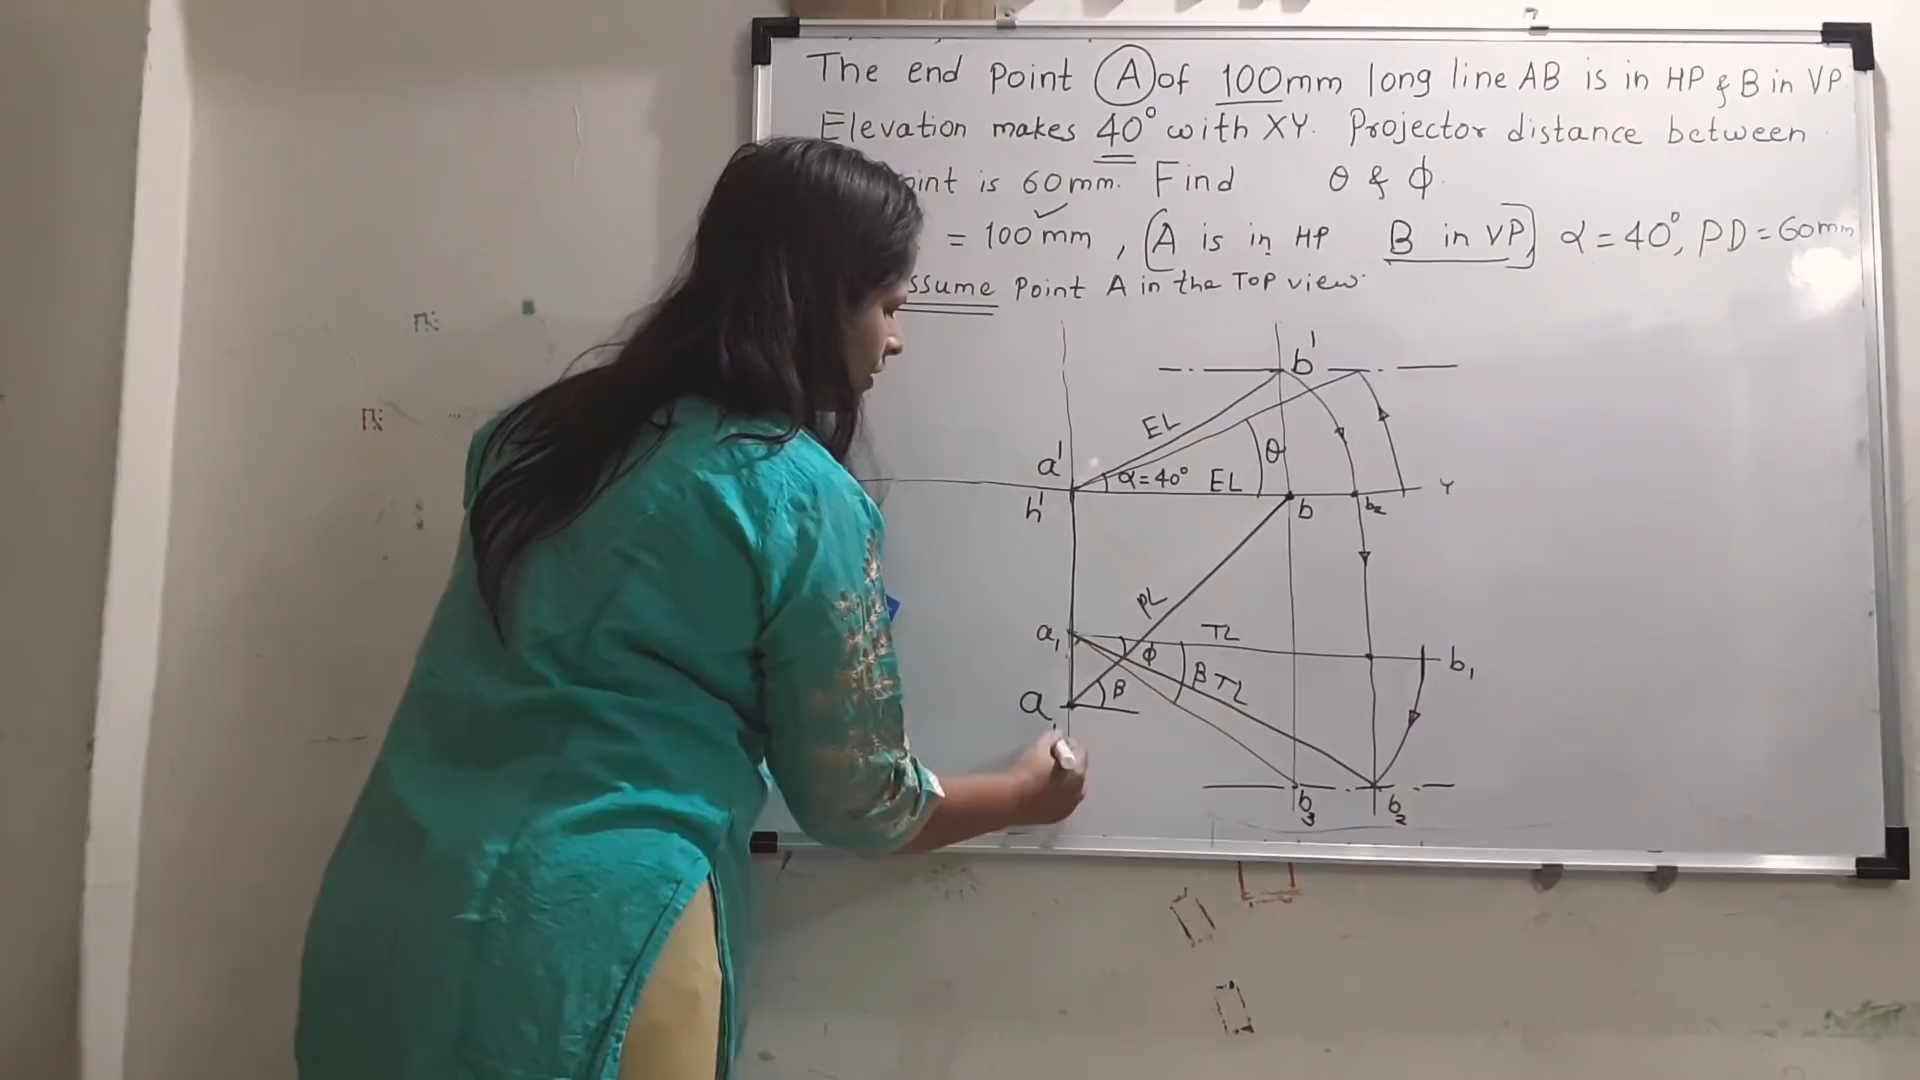 The end point A of 100mm long line AB is in HP & B in VP.
Elevation makes 40° with XY. Projector distance between
oint is 60mm. Find θ & ϕ.
= 100 mm, (A is in HP B in VP), α = 40°, PD = 60mm
ssume Point A in the Top view.
b'
EL
θ
a'
α=40° EL
Y
h'
b
b2
PL
TL
a1
ϕ
b1
β TL
β
a
b3
b2